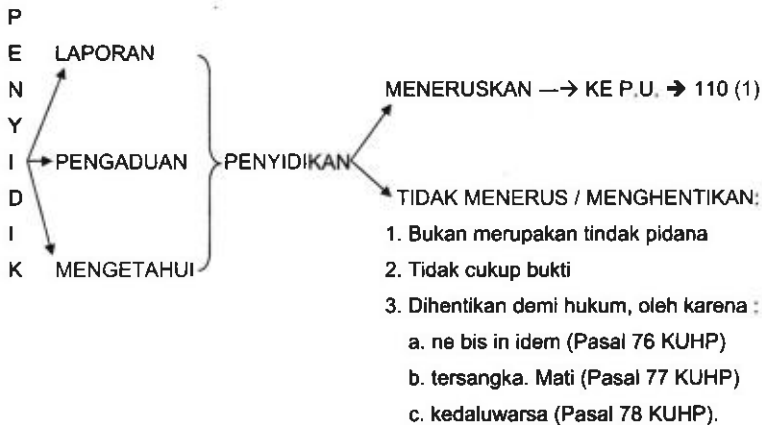 PENYIDIK
LAPORAN
PENGADUAN
MENGETAHUI
PENYIDIKAN
MENERUSKAN → KE P.U. → 110 (1)
TIDAK MENERUS / MENGHENTIKAN:
1. Bukan merupakan tindak pidana
2. Tidak cukup bukti
3. Dihentikan demi hukum, oleh karena :
a. ne bis in idem (Pasal 76 KUHP)
b. tersangka. Mati (Pasal 77 KUHP)
c. kedaluwarsa (Pasal 78 KUHP).